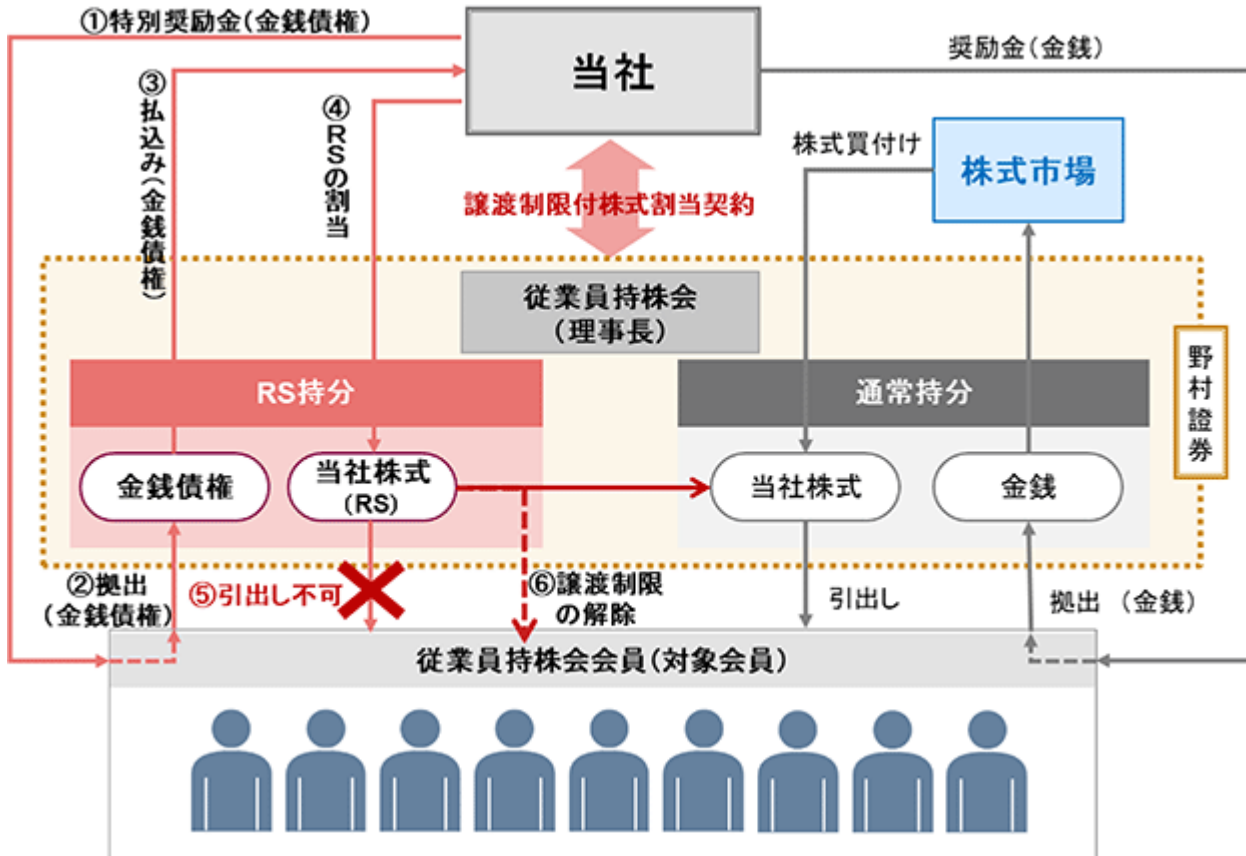 ①特別奨励金(金銭債権)
当社
奨励金(金銭)
③払込み(金銭債権)
④RSの割当
株式買付け
株式市場
譲渡制限付株式割当契約
従業員持株会
(理事長)
野村證券
RS持分
通常持分
金銭債権
当社株式
(RS)
当社株式
金銭
②拠出
(金銭債権)
⑤引出し不可
⑥譲渡制限
の解除
引出し
拠出 (金銭)
従業員持株会会員(対象会員)